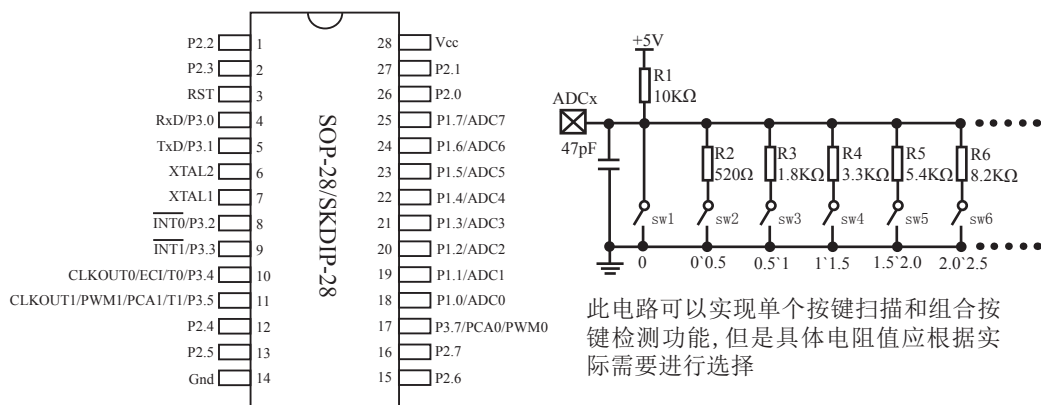 P2.2
P2.3
RST
RxD/P3.0
TxD/P3.1
XTAL2
XTAL1
INT0/P3.2
INT1/P3.3
CLKOUT0/ECI/T0/P3.4
CLKOUT1/PWM1/PCA1/T1/P3.5
P2.4
P2.5
Gnd
1
2
3
4
5
6
7
8
9
10
11
12
13
14
SOP-28/SKDIP-28
28
27
26
25
24
23
22
21
20
19
18
17
16
15
Vcc
P2.1
P2.0
P1.7/ADC7
P1.6/ADC6
P1.5/ADC5
P1.4/ADC4
P1.3/ADC3
P1.2/ADC2
P1.1/ADC1
P1.0/ADC0
P3.7/PCA0/PWM0
P2.7
P2.6
+5V
R1
10KΩ
ADCx
47pF
R2
520Ω
R3
1.8KΩ
R4
3.3KΩ
R5
5.4KΩ
R6
8.2KΩ
sw1
sw2
sw3
sw4
sw5
sw6
0
0`0.5
0.5`1
1`1.5
1.5`2.0
2.0`2.5
此电路可以实现单个按键扫描和组合按
键检测功能,但是具体电阻值应根据实
际需要进行选择